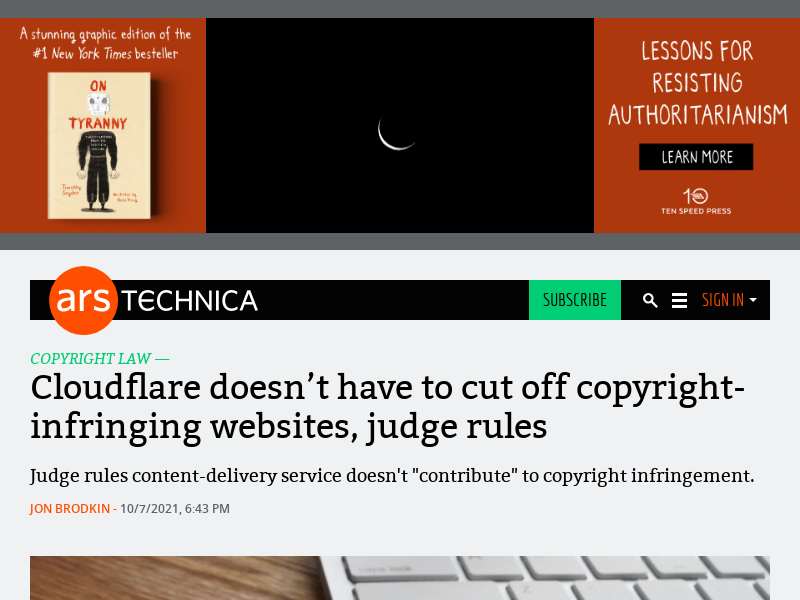 A stunning graphic edition of the
#1 New York Times bestseller
ON
TYRANNY
Timothy
Snyder
LESSONS FOR
RESISTING
AUTHORITARIANISM
LEARN MORE
10
TEN SPEED PRESS
ars TECHNICA
SUBSCRIBE
SIGN IN
COPYRIGHT LAW —
Cloudflare doesn’t have to cut off copyright-
infringing websites, judge rules
Judge rules content-delivery service doesn't "contribute" to copyright infringement.
JON BRODKIN - 10/7/2021, 6:43 PM